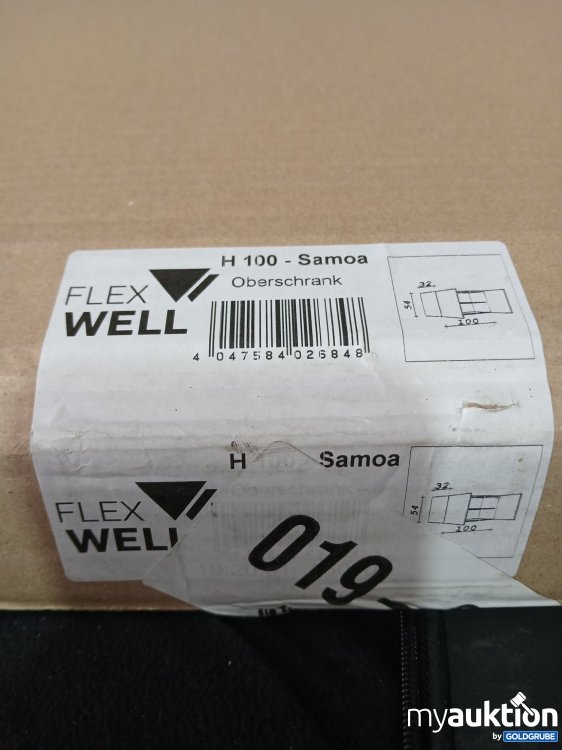 FLEX
WELL
H 100 - Samoa
Oberschrank
4 047584 026848
32
54
100
H Samoa
Oberschrank
FLEX
WELL
32
54
100
019
myauktion
by GOLDGRUBE